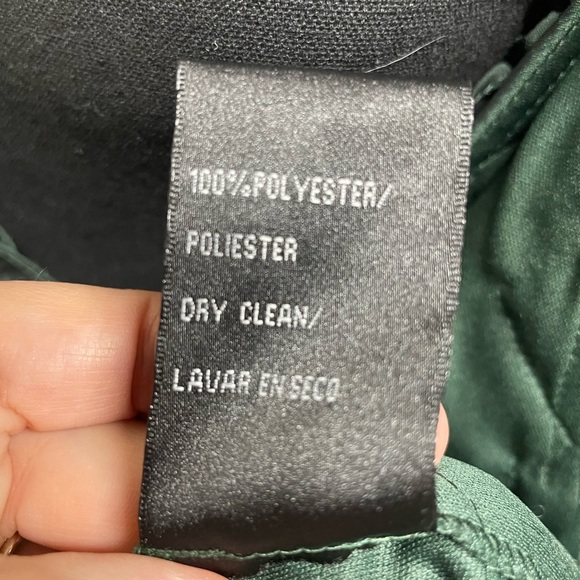 100%POLYESTER/
POLIESTER
DRY CLEAN/
LAVAR EN SECO